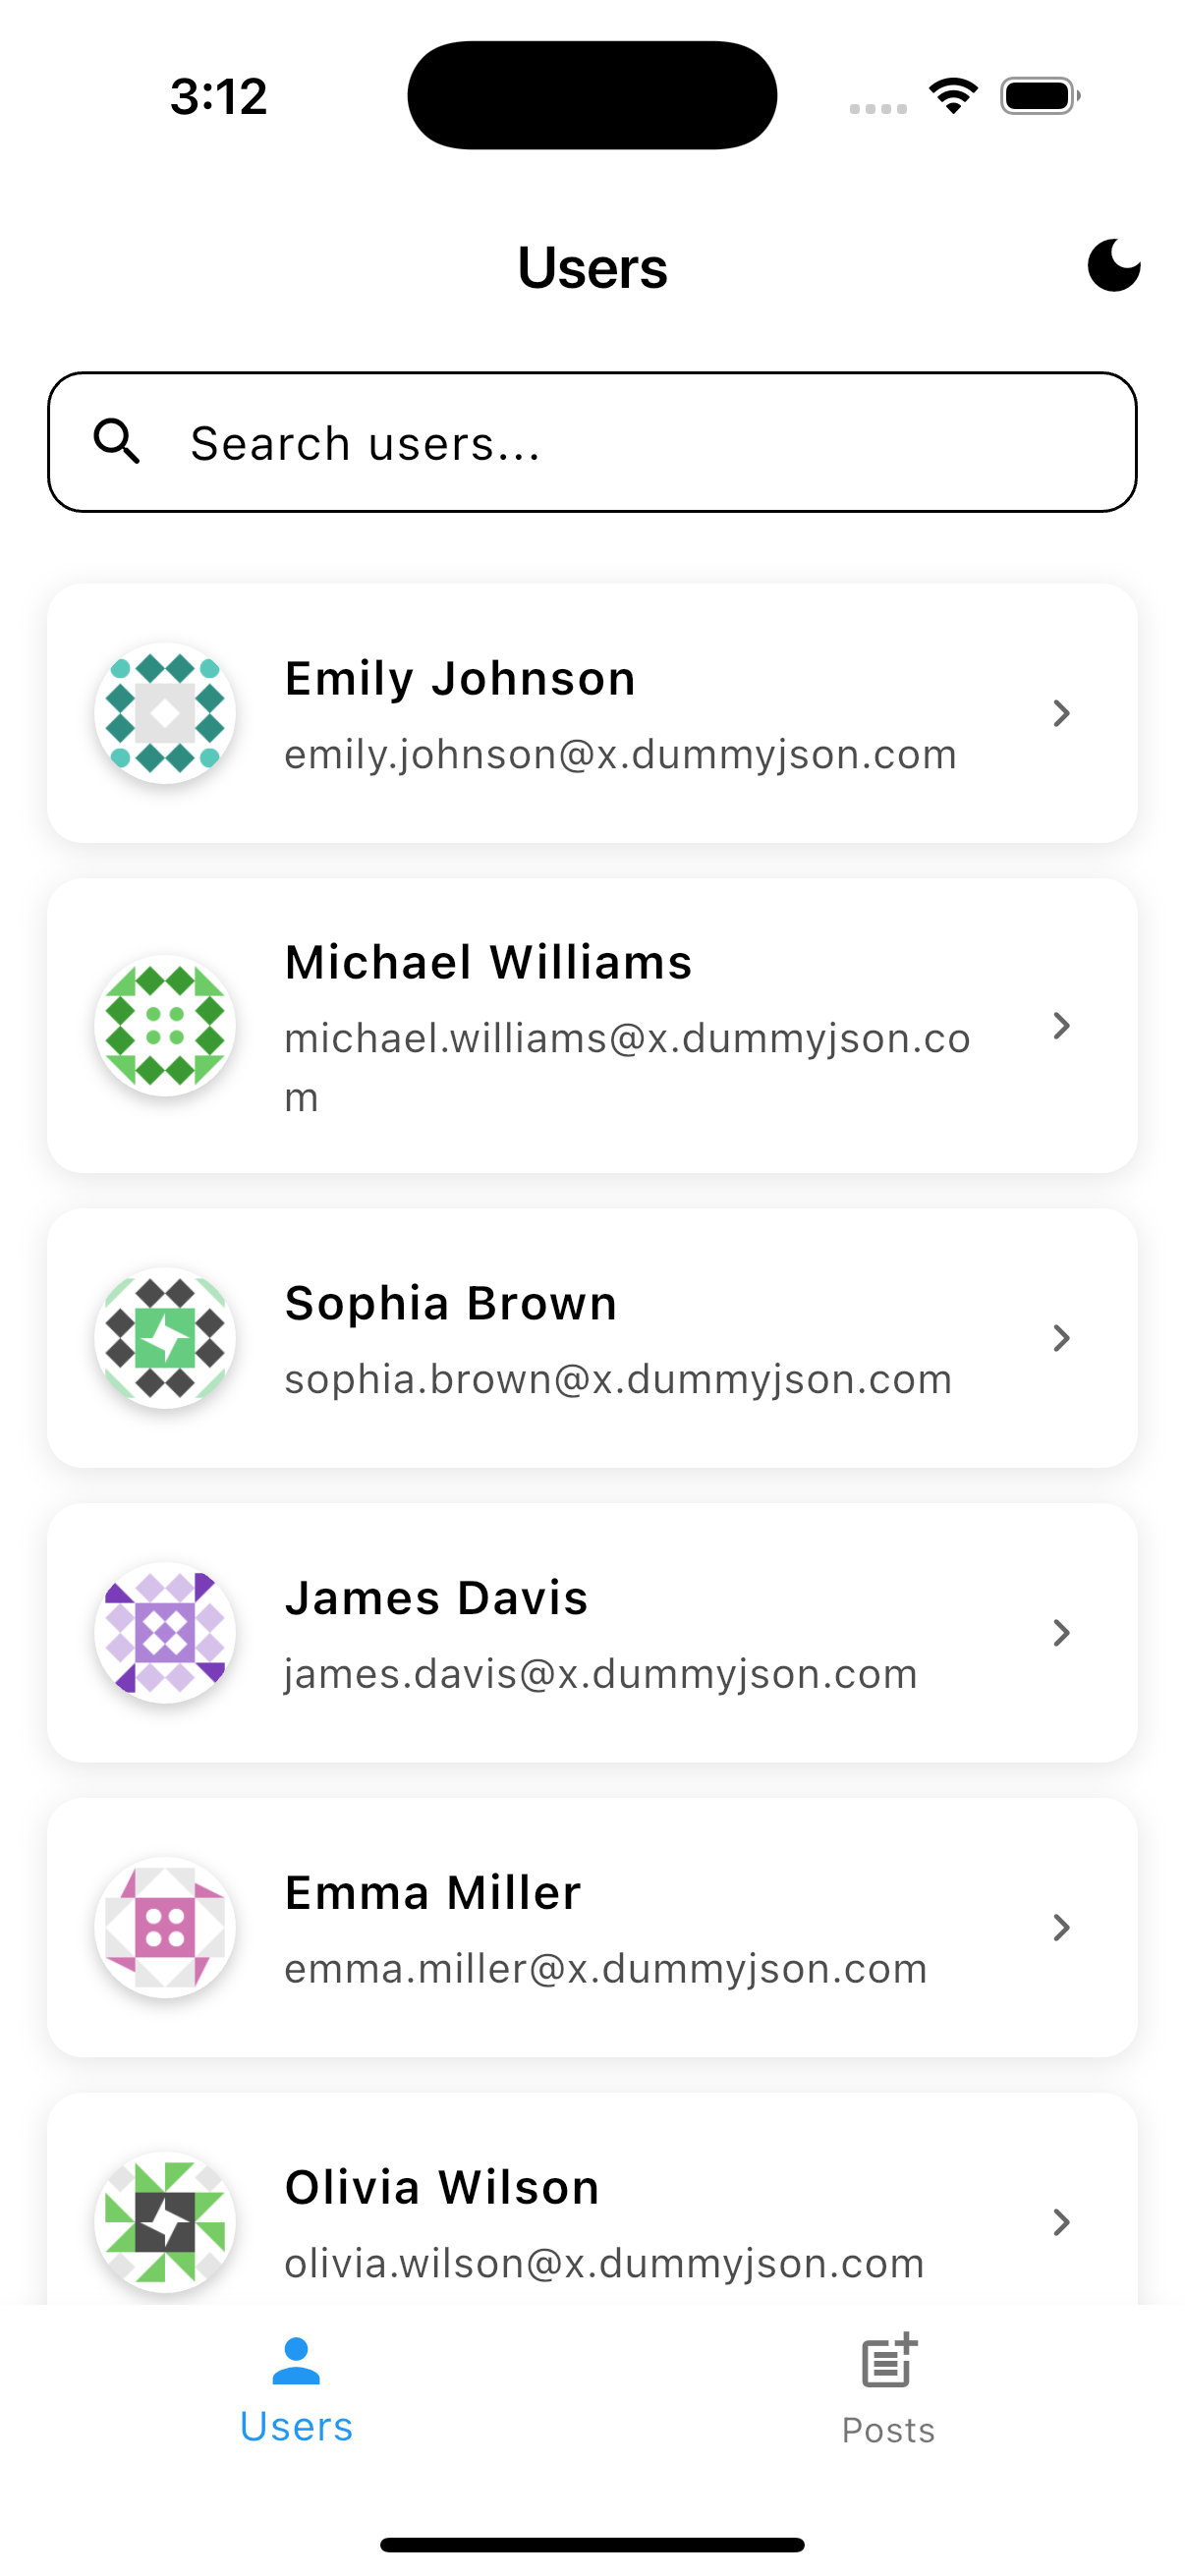 3:12
Users
Search users...
Emily Johnson
emily.johnson@x.dummyjson.com
Michael Williams
michael.williams@x.dummyjson.co
m
Sophia Brown
sophia.brown@x.dummyjson.com
James Davis
james.davis@x.dummyjson.com
Emma Miller
emma.miller@x.dummyjson.com
Olivia Wilson
olivia.wilson@x.dummyjson.com
Users
Posts